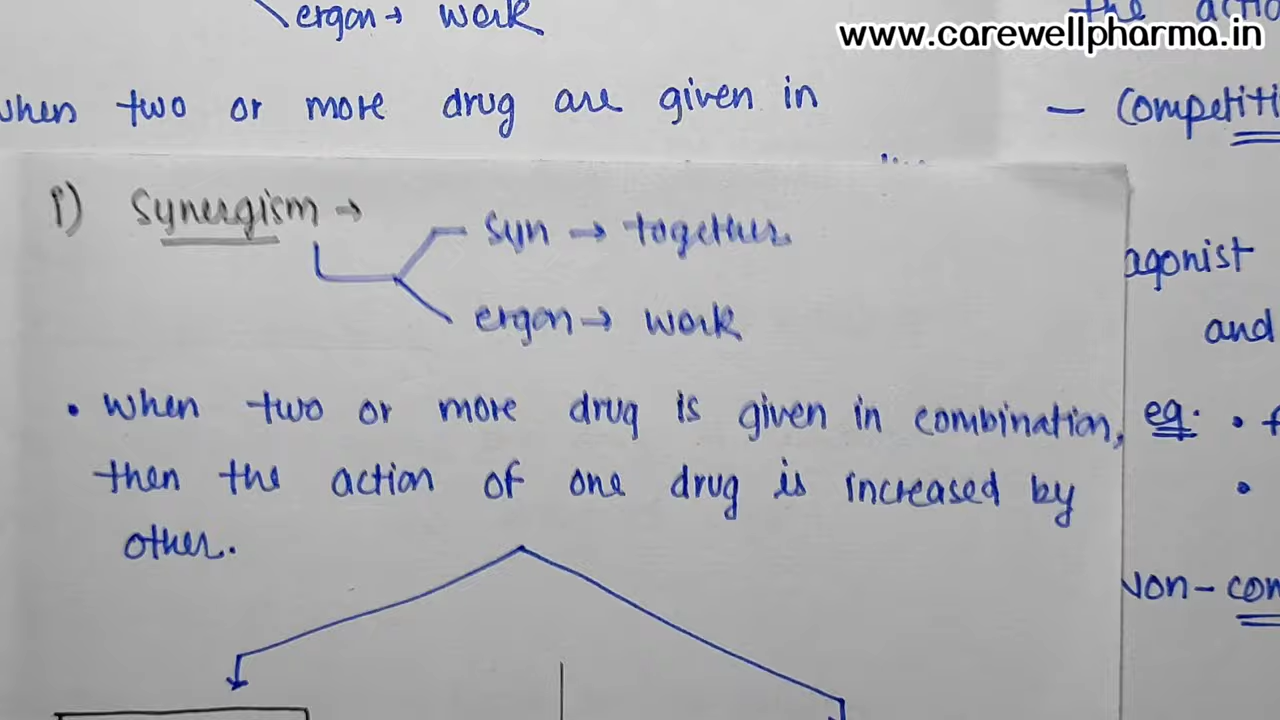 ergon → work
www.carewellpharma.in
when two or more drug are given in
— Competiti
i) Synergism →
Syn → together
ergon → work
agonist
and
• When two or more drug is given in combination,
then the action of one drug is increased by
other.
eg: •
•
Non-con